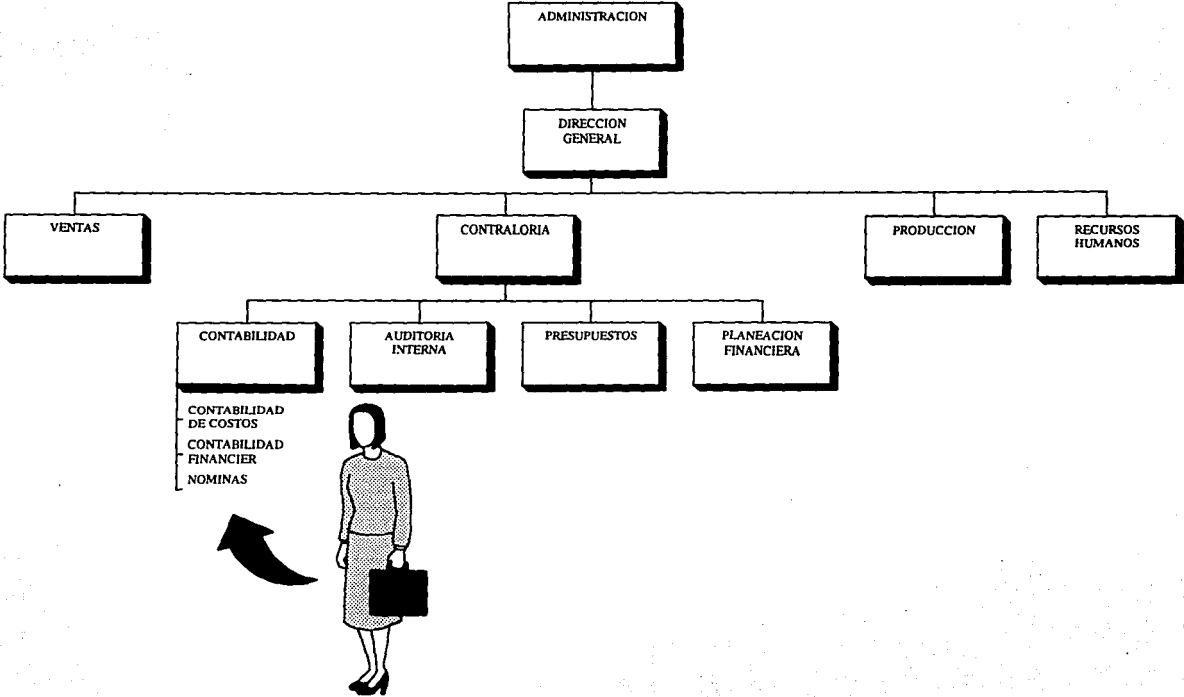 ADMINISTRACION
DIRECCION
GENERAL
VENTAS
CONTRALORIA
PRODUCCION
RECURSOS
HUMANOS
CONTABILIDAD
AUDITORIA
INTERNA
PRESUPUESTOS
PLANEACION
FINANCIERA
CONTABILIDAD
DE COSTOS
CONTABILIDAD
FINANCIER
NOMINAS